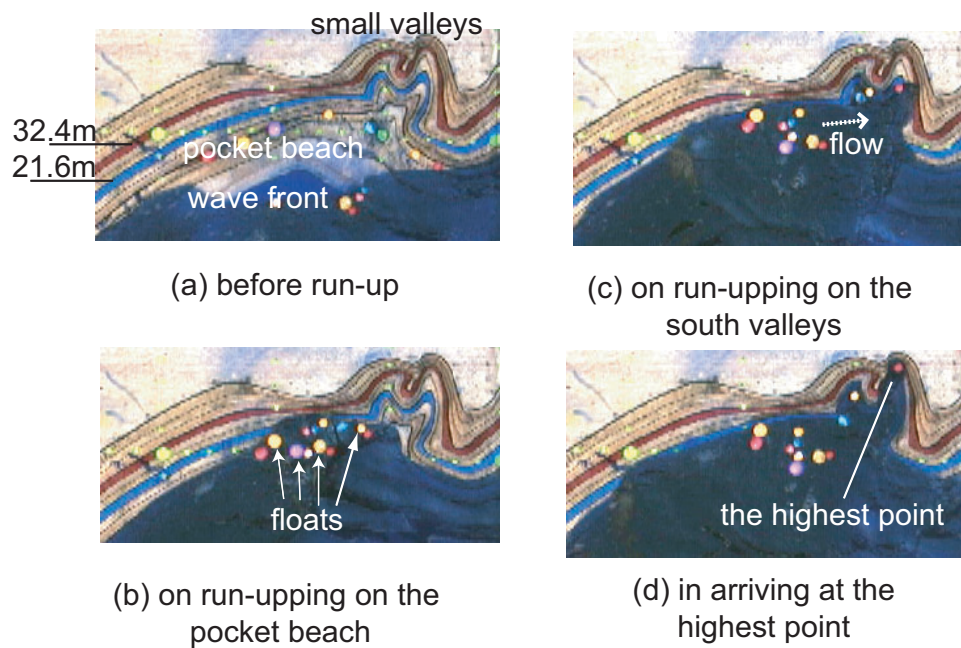 small valleys
32.4m
21.6m
pocket beach
wave front
(a) before run-up
flow
(c) on run-upping on the
south valleys
floats
(b) on run-upping on the
pocket beach
the highest point
(d) in arriving at the
highest point